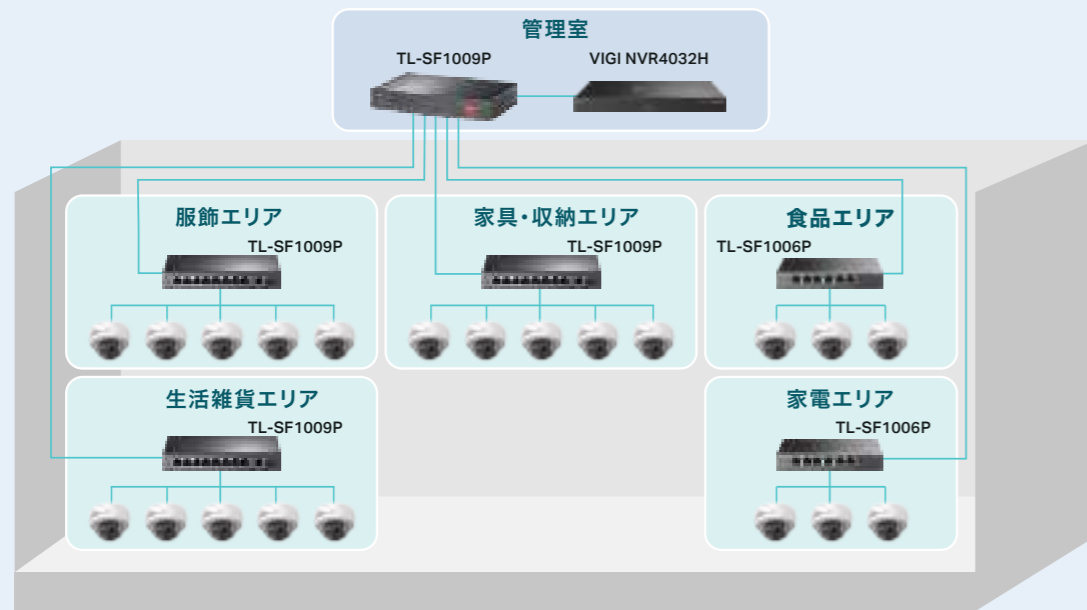 管理室
TL-SF1009P
VIGI NVR4032H
服飾エリア
TL-SF1009P
家具・収納エリア
TL-SF1009P
食品エリア
TL-SF1006P
生活雑貨エリア
TL-SF1009P
家電エリア
TL-SF1006P